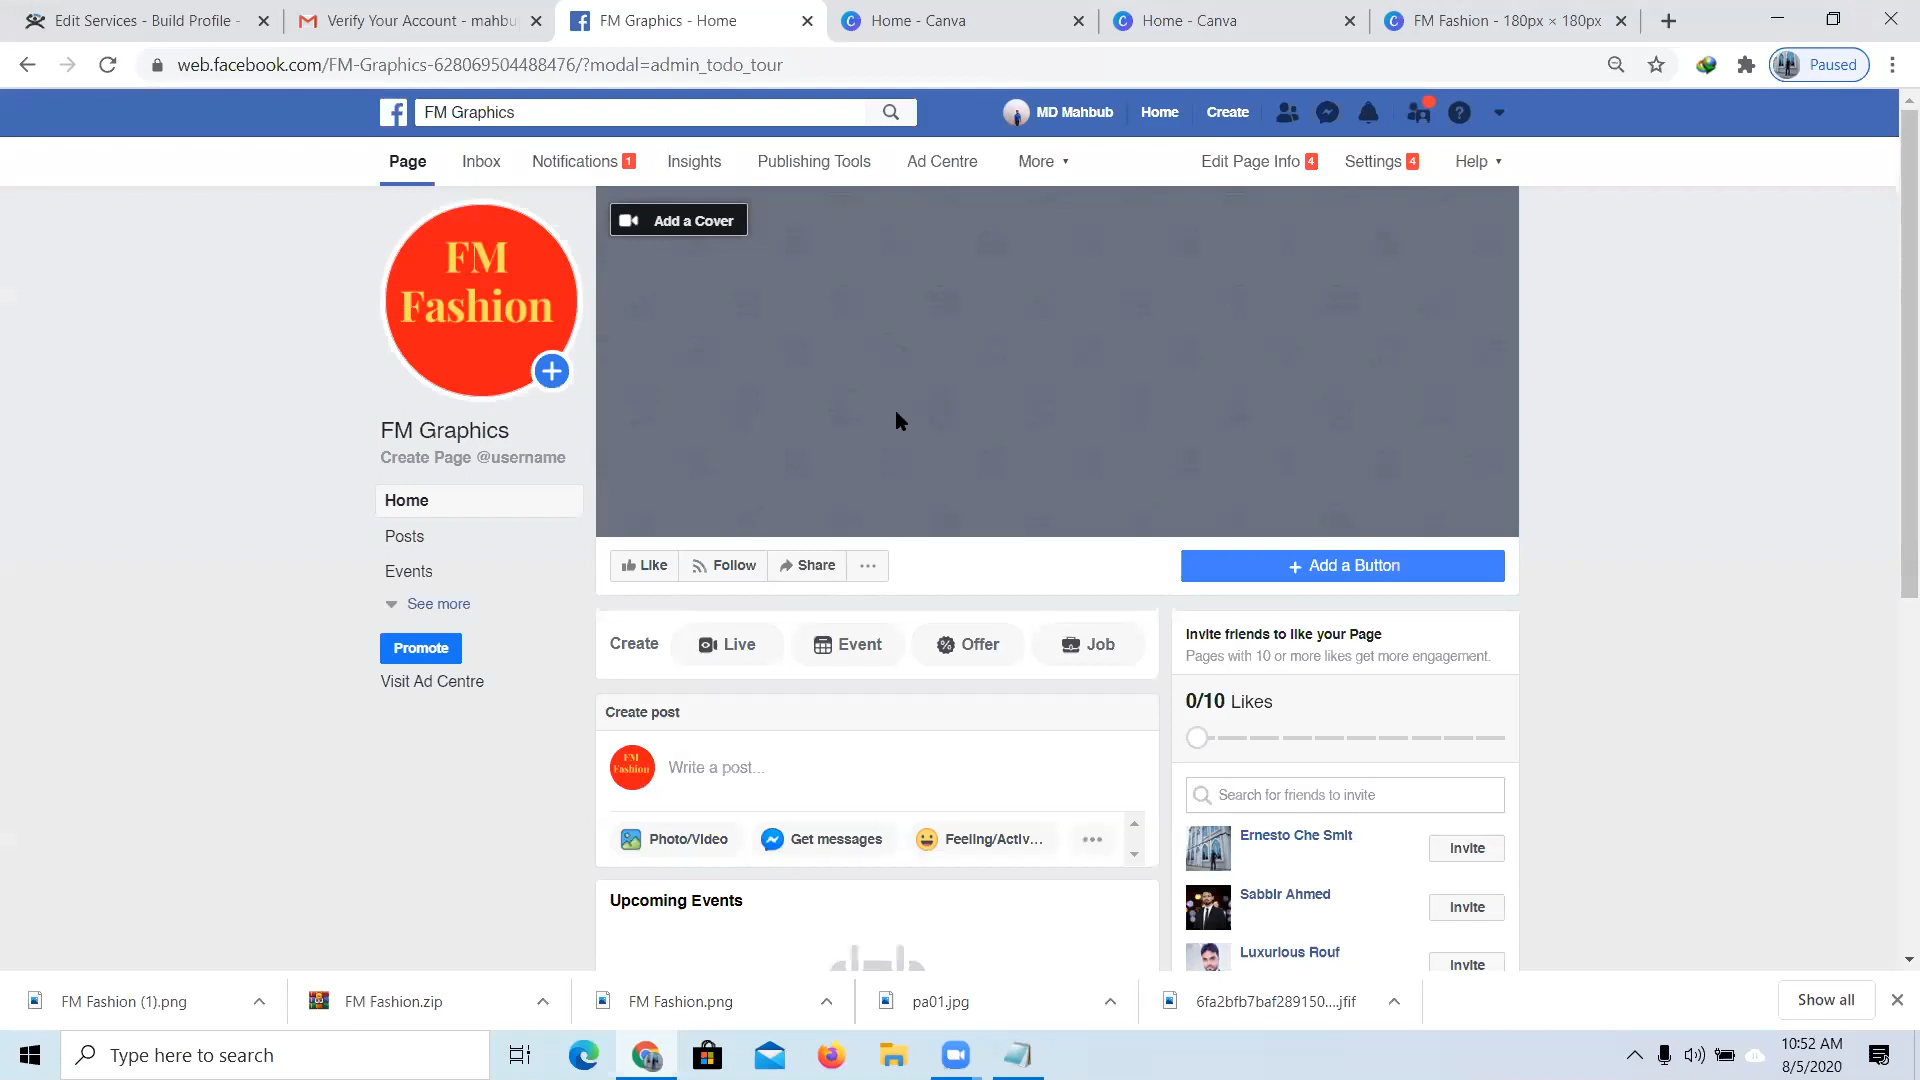 Edit Services - Build Profile -
Verify Your Account - mahbu
FM Graphics - Home
Home - Canva
Home - Canva
FM Fashion - 180px × 180px
web.facebook.com/FM-Graphics-628069504488476/?modal=admin_todo_tour
Paused
FM Graphics
MD Mahbub
Home
Create
Page
Inbox
Notifications 1
Insights
Publishing Tools
Ad Centre
More
Edit Page Info 4
Settings 4
Help
FM
Fashion
Add a Cover
FM Graphics
Create Page @username
Home
Posts
Events
See more
Promote
Visit Ad Centre
Like
Follow
Share
+ Add a Button
Create
Live
Event
Offer
Job
Create post
FM
Fashion
Write a post...
Photo/Video
Get messages
Feeling/Activ...
Upcoming Events
Invite friends to like your Page
Pages with 10 or more likes get more engagement.
0/10 Likes
Search for friends to invite
Ernesto Che Smit
Invite
Sabbir Ahmed
Invite
Luxurious Rouf
Invite
FM Fashion (1).png
FM Fashion.zip
FM Fashion.png
pa01.jpg
6fa2bfb7baf289150....jfif
Show all
Type here to search
10:52 AM
8/5/2020